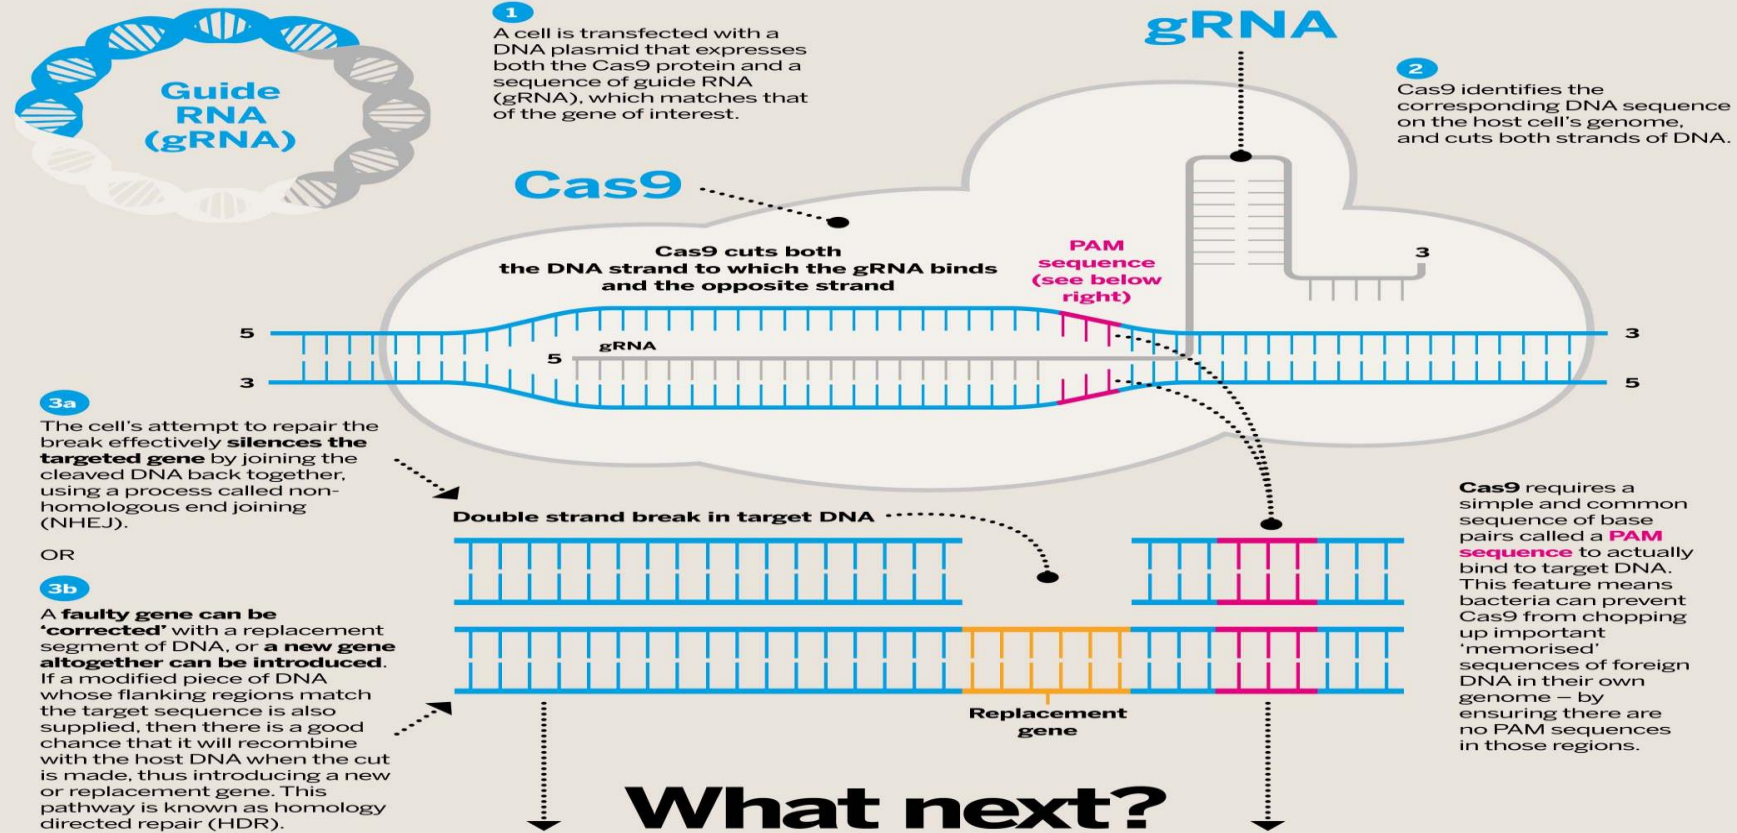 Guide
RNA
(gRNA)
1
A cell is transfected with a
DNA plasmid that expresses
both the Cas9 protein and a
sequence of guide RNA
(gRNA), which matches that
of the gene of interest.
gRNA
2
Cas9 identifies the
corresponding DNA sequence
on the host cell's genome,
and cuts both strands of DNA.
Cas9
Cas9 cuts both
the DNA strand to which the gRNA binds
and the opposite strand
PAM
sequence
(see below
right)
3
5
3
gRNA
5
3
5
3a
The cell's attempt to repair the
break effectively silences the
targeted gene by joining the
cleaved DNA back together,
using a process called non-
homologous end joining
(NHEJ).
OR
3b
A faulty gene can be
‘corrected’ with a replacement
segment of DNA, or a new gene
altogether can be introduced.
If a modified piece of DNA
whose flanking regions match
the target sequence is also
supplied, then there is a good
chance that it will recombine
with the host DNA when the cut
is made, thus introducing a new
or replacement gene. This
pathway is known as homology
directed repair (HDR).
Double strand break in target DNA
Replacement
gene
Cas9 requires a
simple and common
sequence of base
pairs called a PAM
sequence to actually
bind to target DNA.
This feature means
bacteria can prevent
Cas9 from chopping
up important
‘memorised’
sequences of foreign
DNA in their own
genome – by
ensuring there are
no PAM sequences
in those regions.
What next?